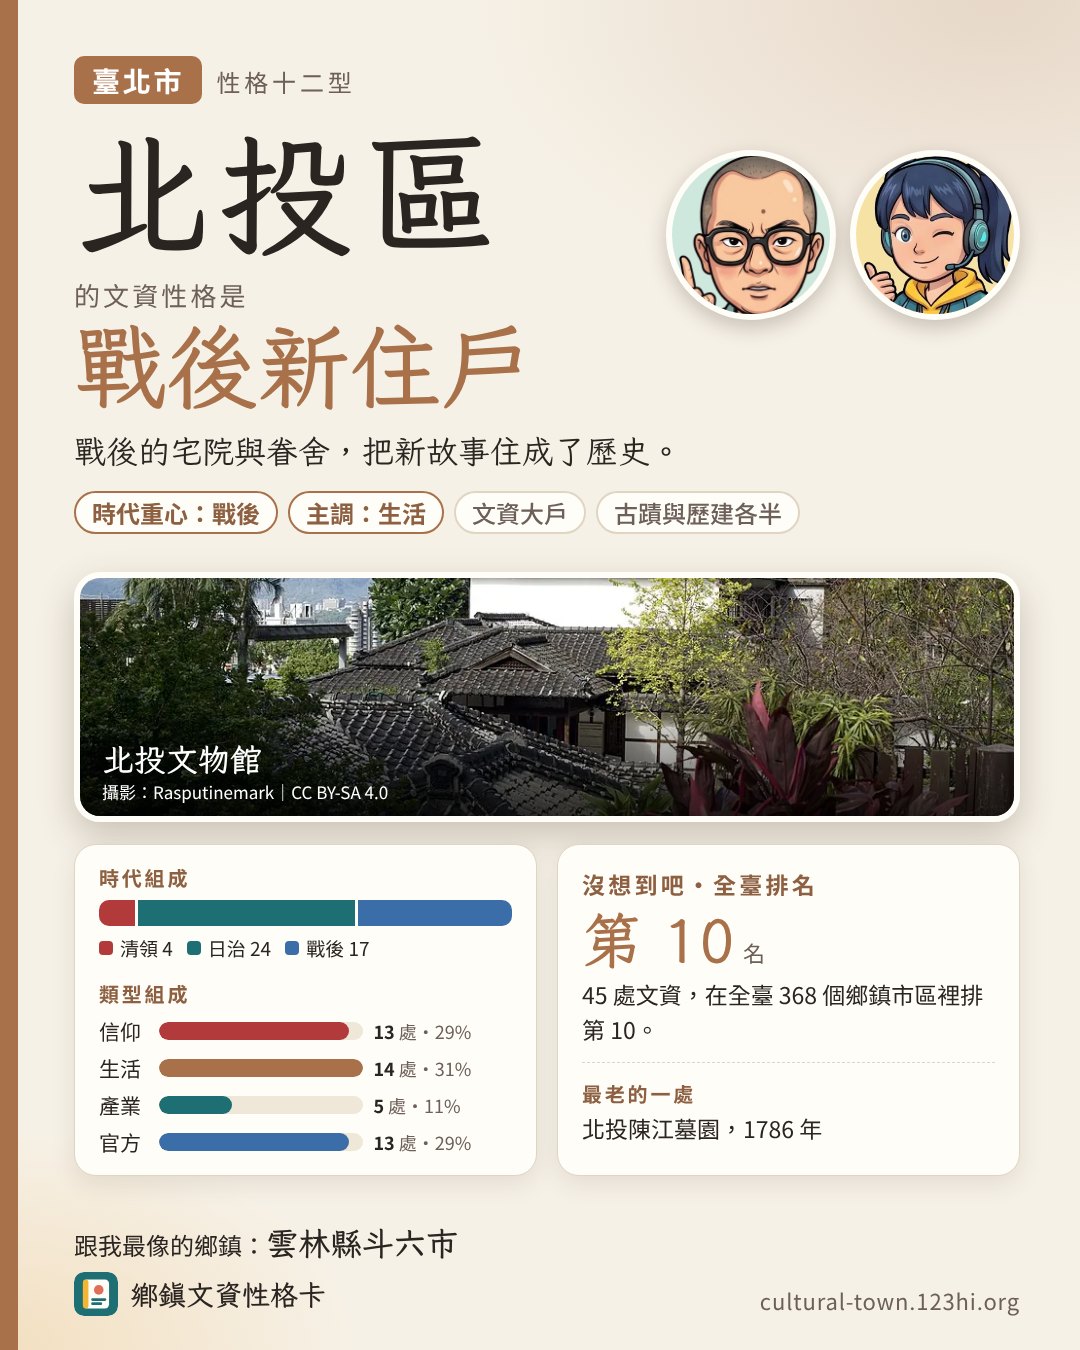 臺北市 性格十二型
北投區
的文資性格是
戰後新住戶
戰後的宅院與眷舍，把新故事住成了歷史。
時代重心：戰後 主調：生活 文資大戶 古蹟與歷建各半
北投文物館
攝影：Rasputinemark｜CC BY-SA 4.0
時代組成
清領 4 日治 24 戰後 17
類型組成
信仰 13 處・29%
生活 14 處・31%
產業 5 處・11%
官方 13 處・29%
沒想到吧・全臺排名
第 10 名
45 處文資，在全臺 368 個鄉鎮市區裡排
第 10。
最老的一處
北投陳江墓園，1786 年
跟我最像的鄉鎮：雲林縣斗六市
鄉鎮文資性格卡
cultural-town.123hi.org